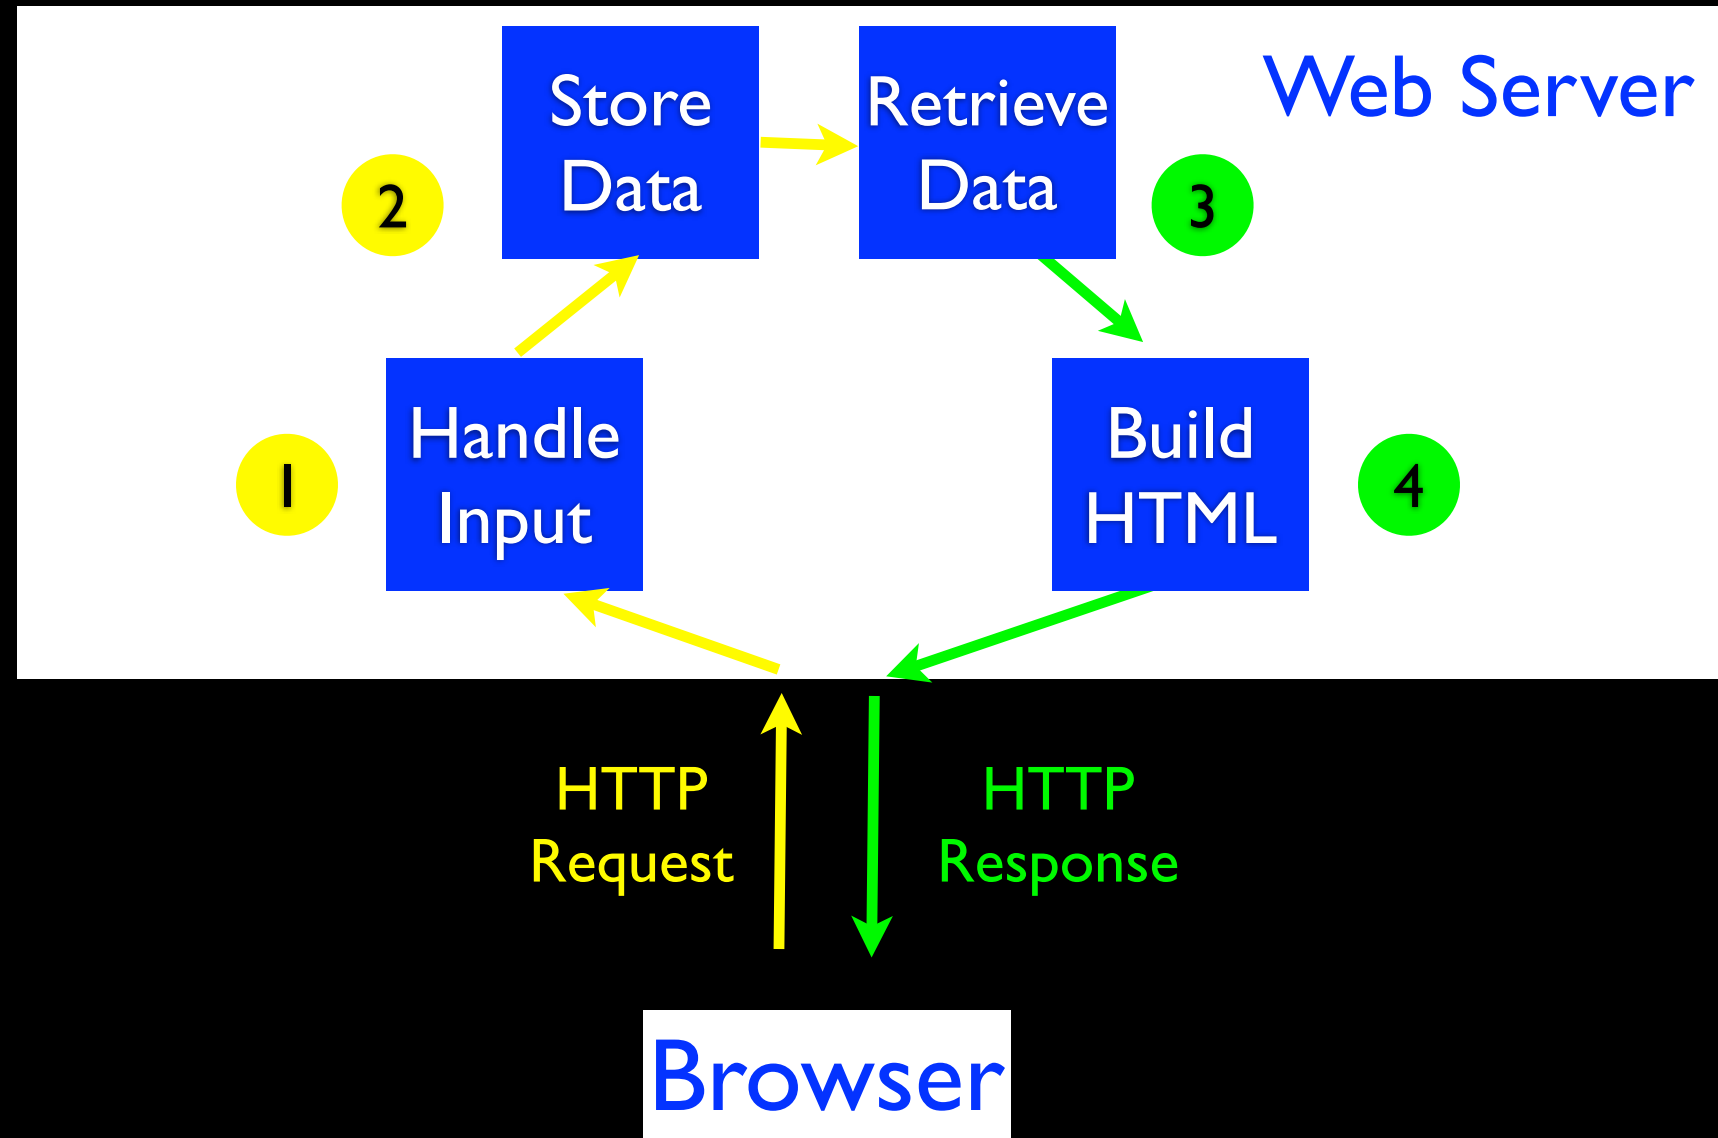 Web Server
Store
Data
Retrieve
Data
2
3
Handle
Input
Build
HTML
1
4
HTTP
Request
HTTP
Response
Browser